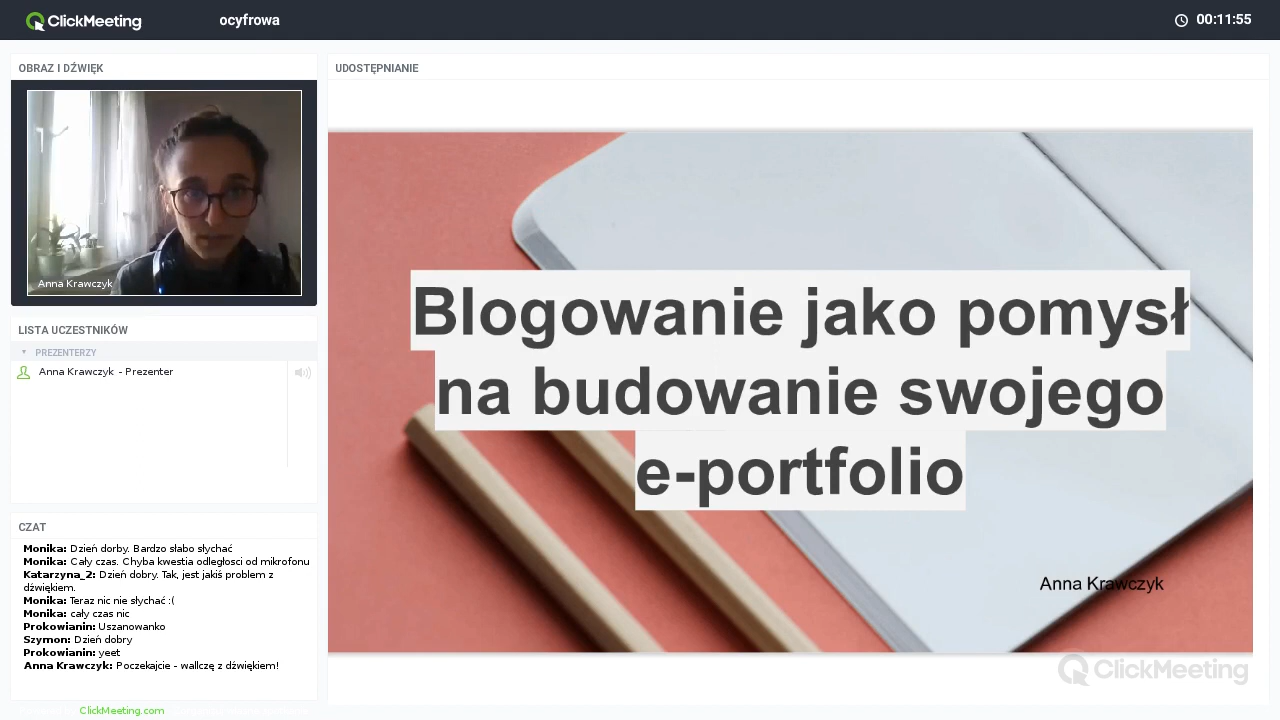 ClickMeeting
ocyfrowa
00:11:55
OBRAZ I DŹWIĘK
Anna Krawczyk
LISTA UCZESTNIKÓW
PREZENTERZY
Anna Krawczyk - Prezenter
CZAT
Monika: Dzień dorby. Bardzo słabo słychać
Monika: Cały czas. Chyba kwestia odległosci od mikrofonu
Katarzyna_2: Dzień dobry. Tak, jest jakiś problem z
dźwiękiem.
Monika: Teraz nic nie słychać :(
Monika: cały czas nic
Prokowianin: Uszanowanko
Szymon: Dzień dobry
Prokowianin: yeet
Anna Krawczyk: Poczekajcie - wallczę z dźwiękiem!
ClickMeeting.com
UDOSTĘPNIANIE
Blogowanie jako pomysł
na budowanie swojego
e-portfolio
Anna Krawczyk
ClickMeeting